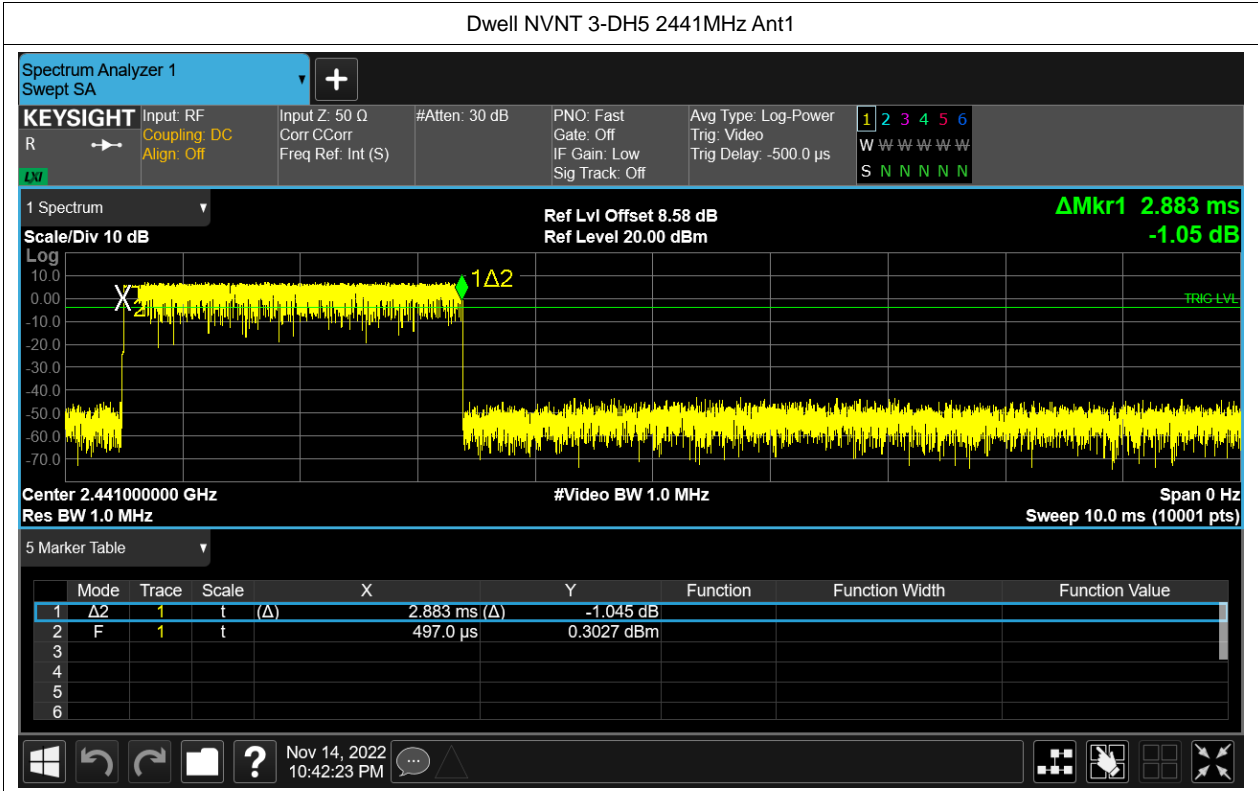 Dwell NVNT 3-DH5 2441MHz Ant1
Spectrum Analyzer 1
Swept SA
KEYSIGHT
R
LXI
Input: RF
Coupling: DC
Align: Off
Input Z: 50 Ω
Corr CCorr
Freq Ref: Int (S)
#Atten: 30 dB
PNO: Fast
Gate: Off
IF Gain: Low
Sig Track: Off
Avg Type: Log-Power
Trig: Video
Trig Delay: -500.0 µs
1 2 3 4 5 6
W W W W W W
S N N N N N
1 Spectrum
Scale/Div 10 dB
Ref Lvl Offset 8.58 dB
Ref Level 20.00 dBm
ΔMkr1 2.883 ms
-1.05 dB
Log
10.0
0.00
-10.0
-20.0
-30.0
-40.0
-50.0
-60.0
-70.0
X
2
1Δ2
TRIG LVL
Center 2.441000000 GHz
#Video BW 1.0 MHz
Span 0 Hz
Res BW 1.0 MHz
Sweep 10.0 ms (10001 pts)
5 Marker Table
Mode Trace Scale X Y Function Function Width Function Value
1 Δ2 1 t (Δ) 2.883 ms (Δ) -1.045 dB
2 F 1 t 497.0 µs 0.3027 dBm
3
4
5
6
?
Nov 14, 2022
10:42:23 PM